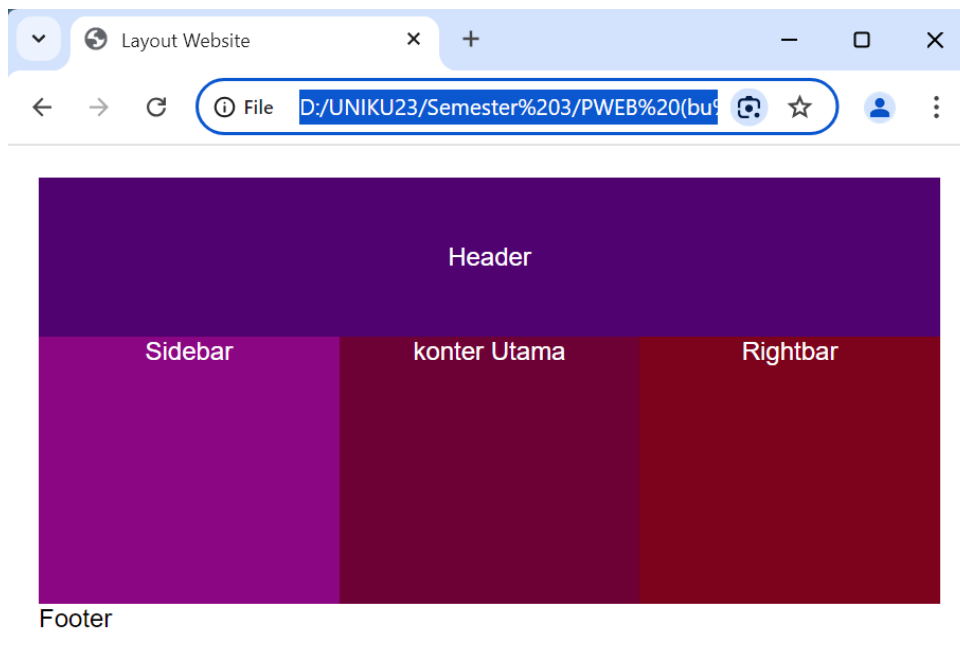 Layout Website
File D:/UNIKU23/Semester%203/PWEB%20(bu%
Header
Sidebar konter Utama Rightbar
Footer